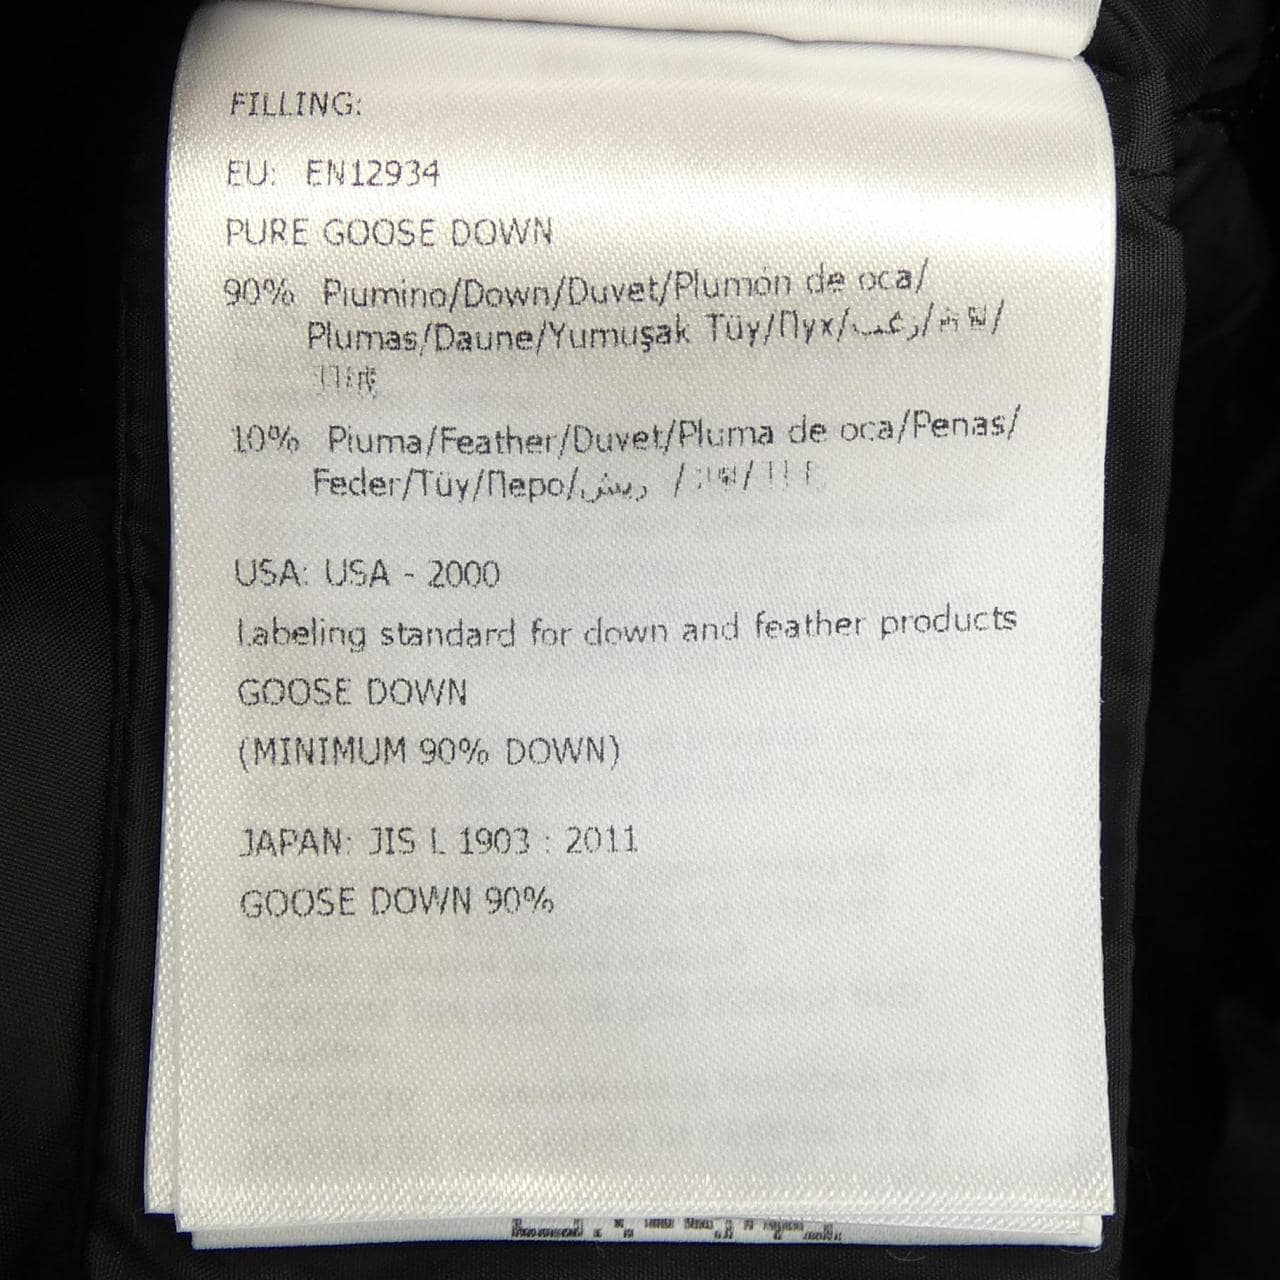 FILLING:
EU: EN12934
PURE GOOSE DOWN
90% Piumino/Down/Duvet/Plumón de oca/
Plumas/Daune/Yumuşak Tüy/Пух/زغب/
10% Piuma/Feather/Duvet/Pluma de oca/Penas/
Feder/Tüy/Перо/ريش /
USA: USA - 2000
Labeling standard for down and feather products
GOOSE DOWN
(MINIMUM 90% DOWN)
JAPAN: JIS L 1903 : 2011
GOOSE DOWN 90%